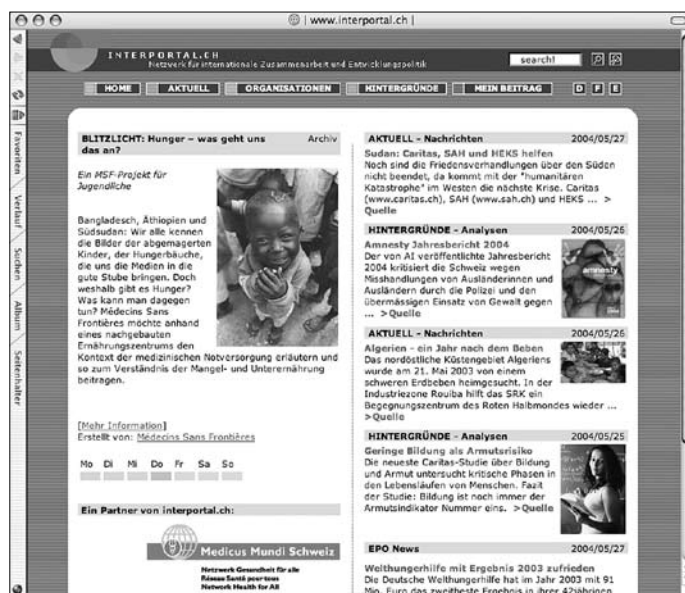 | www.interportal.ch |
INTERPORTAL.CH
Netzwerk für internationale Zusammenarbeit und Entwicklungspolitik
search!
HOME
AKTUELL
ORGANISATIONEN
HINTERGRÜNDE
MEIN BEITRAG
D F E
Favoriten
Verlauf
Suchen
Album
Seitenhalter
BLITZLICHT: Hunger – was geht uns Archiv
das an?
Ein MSF-Projekt für
Jugendliche
Bangladesch, Äthiopien und
Südsudan: Wir alle kennen
die Bilder der abgemagerten
Kinder, der Hungerbäuche,
die uns die Medien in die
gute Stube bringen. Doch
weshalb gibt es Hunger?
Was kann man dagegen
tun? Médecins Sans
Frontières möchte anhand
eines nachgebauten
Ernährungszentrums den
Kontext der medizinischen Notversorgung erläutern und
so zum Verständnis der Mangel- und Unterernährung
beitragen.
[Mehr Information]
Erstellt von: Médecins Sans Frontières
Mo Di Mi Do Fr Sa So
Ein Partner von interportal.ch:
Medicus Mundi Schweiz
Netzwerk Gesundheit für alle
Réseau Santé pour tous
Network Health for All
AKTUELL – Nachrichten 2004/05/27
Sudan: Caritas, SAH und HEKS helfen
Noch sind die Friedensverhandlungen über den Süden
nicht beendet, da kommt mit der "humanitären
Katastrophe" im Westen die nächste Krise. Caritas
(www.caritas.ch), SAH (www.sah.ch) und HEKS ... >
Quelle
HINTERGRÜNDE – Analysen 2004/05/26
Amnesty Jahresbericht 2004
Der von AI veröffentlichte Jahresbericht
2004 kritisiert die Schweiz wegen
Misshandlungen von Ausländerinnen und
Ausländern durch die Polizei und den
übermässigen Einsatz von Gewalt gegen
... >Quelle
amnesty
AKTUELL – Nachrichten 2004/05/26
Algerien – ein Jahr nach dem Beben
Das nordöstliche Küstengebiet Algeriens
wurde am 21. Mai 2003 von einem
schweren Erdbeben heimgesucht. In der
Industriezone Rouiba hilft das SRK ein
Begegnungszentrum des Roten Halbmondes wieder ...
>Quelle
HINTERGRÜNDE – Analysen 2004/05/25
Geringe Bildung als Armutsrisiko
Die neueste Caritas-Studie über Bildung
und Armut untersucht kritische Phasen in
den Lebensläufen von Menschen. Fazit
der Studie: Bildung ist noch immer der
Armutsindikator Nummer eins. >Quelle
EPO News 2004/05/27
Welthungerhilfe mit Ergebnis 2003 zufrieden
Die Deutsche Welthungerhilfe hat im Jahr 2003 mit 91
Mio. Euro das zweitbeste Ergebnis in ihrer 42jährigen